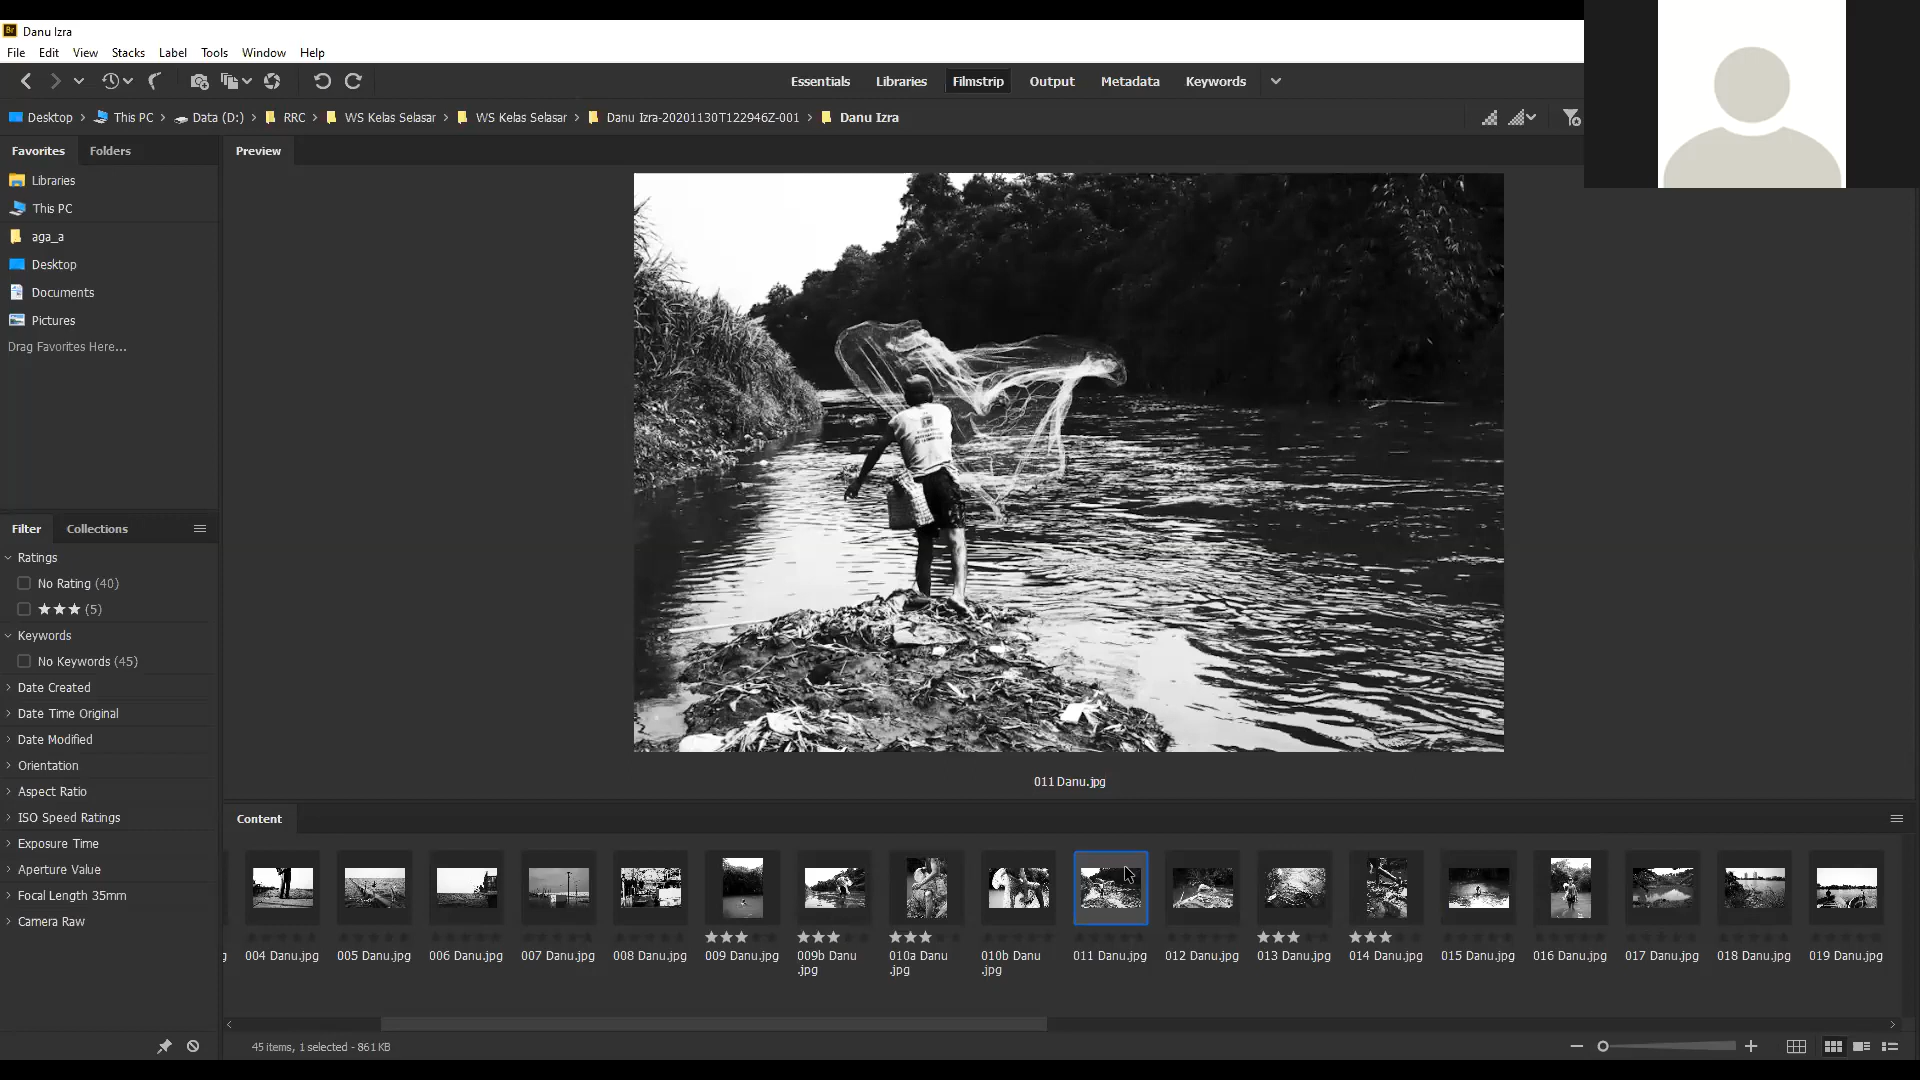 Br Danu Izra
File Edit View Stacks Label Tools Window Help
Essentials Libraries Filmstrip Output Metadata Keywords
Desktop > This PC > Data (D:) > RRC > WS Kelas Selasar > WS Kelas Selasar > Danu Izra-20201130T122946Z-001 > Danu Izra
Favorites Folders
Preview
Libraries
This PC
aga_a
Desktop
Documents
Pictures
Drag Favorites Here...
011 Danu.jpg
Filter Collections
Ratings
No Rating (40)
★★★ (5)
Keywords
No Keywords (45)
Date Created
Date Time Original
Date Modified
Orientation
Aspect Ratio
ISO Speed Ratings
Exposure Time
Aperture Value
Focal Length 35mm
Camera Raw
Content
004 Danu.jpg 005 Danu.jpg 006 Danu.jpg 007 Danu.jpg 008 Danu.jpg 009 Danu.jpg 009b Danu 010a Danu 010b Danu 011 Danu.jpg 012 Danu.jpg 013 Danu.jpg 014 Danu.jpg 015 Danu.jpg 016 Danu.jpg 017 Danu.jpg 018 Danu.jpg 019 Danu.jpg
.jpg .jpg .jpg
45 items, 1 selected - 861 KB